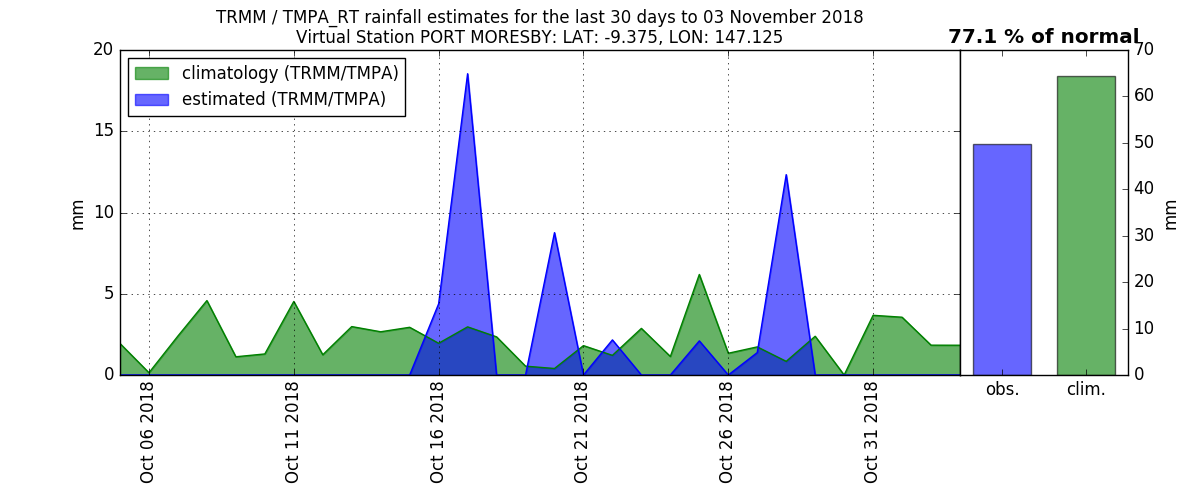 TRMM / TMPA_RT rainfall estimates for the last 30 days to 03 November 2018
Virtual Station PORT MORESBY: LAT: -9.375, LON: 147.125
77.1 % of normal
climatology (TRMM/TMPA)
estimated (TRMM/TMPA)
20
15
10
5
0
mm
Oct 06 2018
Oct 11 2018
Oct 16 2018
Oct 21 2018
Oct 26 2018
Oct 31 2018
obs.
clim.
70
60
50
40
30
20
10
0
mm